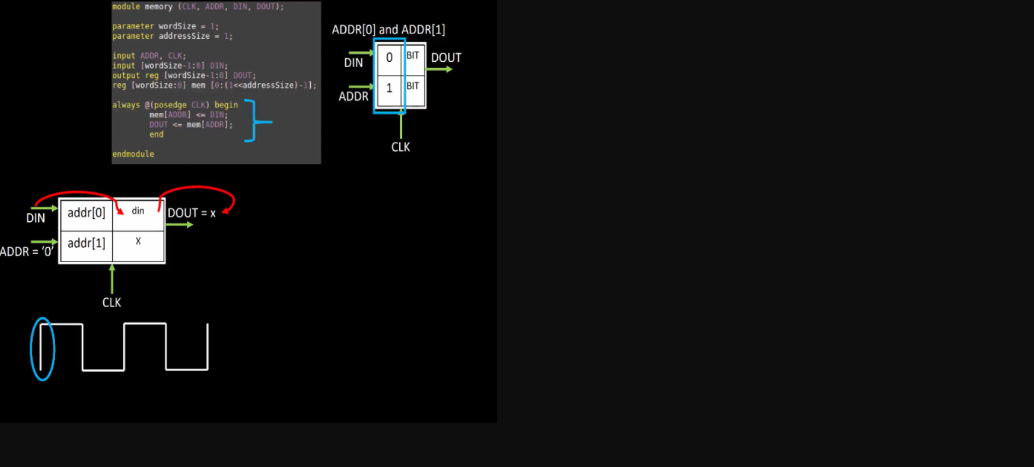 module memory (CLK, ADDR, DIN, DOUT);
parameter wordSize = 1;
parameter addressSize = 1;
input ADDR, CLK;
input [wordSize-1:0] DIN;
output reg [wordSize-1:0] DOUT;
reg [wordSize:0] mem [0:(1<<addressSize)-1];
always @(posedge CLK) begin
mem[ADDR] <= DIN;
DOUT <= mem[ADDR];
end
endmodule
ADDR[0] and ADDR[1]
DIN
0
BIT
DOUT
ADDR
1
BIT
CLK
DIN
addr[0]
din
DOUT = x
ADDR = '0'
addr[1]
X
CLK